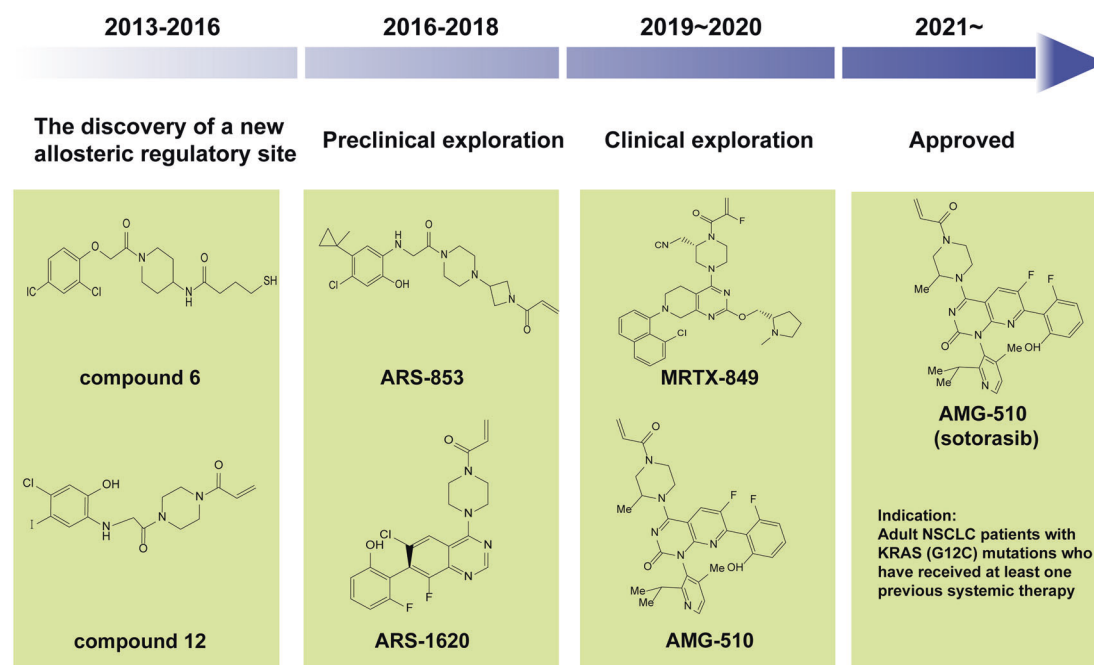 2013-2016
2016-2018
2019~2020
2021~
The discovery of a new
allosteric regulatory site
Preclinical exploration
Clinical exploration
Approved
O
O
N
O
IC
Cl
N
H
SH
compound 6
Cl
OH
I
N
H
O
N
N
O
compound 12
H
N
O
N
Cl
OH
N
N
O
ARS-853
O
N
N
OH
Cl
N
N
F
F
ARS-1620
O
F
N
CN
N
N
N
N
O
Cl
N
MRTX-849
O
N
Me
N
F
F
N
O
N
N
OH
Me
Me
Me
N
AMG-510
O
N
Me
N
F
F
N
O
N
N
OH
Me
Me
Me
N
AMG-510
(sotorasib)
Indication:
Adult NSCLC patients with
KRAS (G12C) mutations who
have received at least one
previous systemic therapy